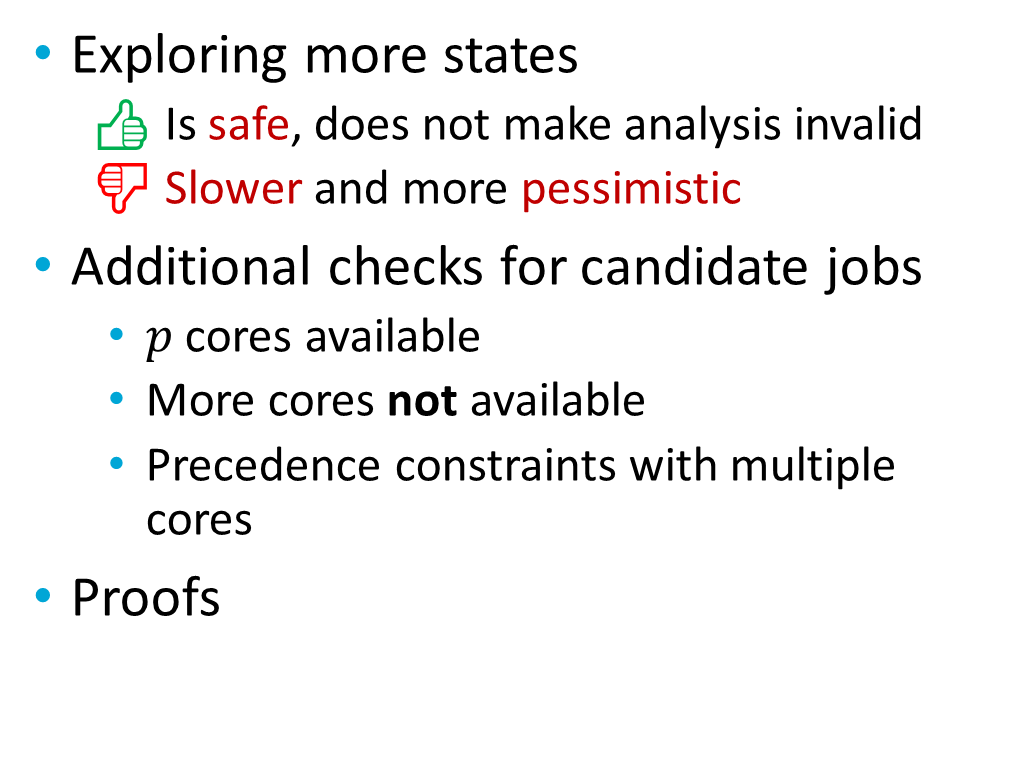 • Exploring more states
Is safe, does not make analysis invalid
Slower and more pessimistic
• Additional checks for candidate jobs
• p cores available
• More cores not available
• Precedence constraints with multiple
cores
• Proofs